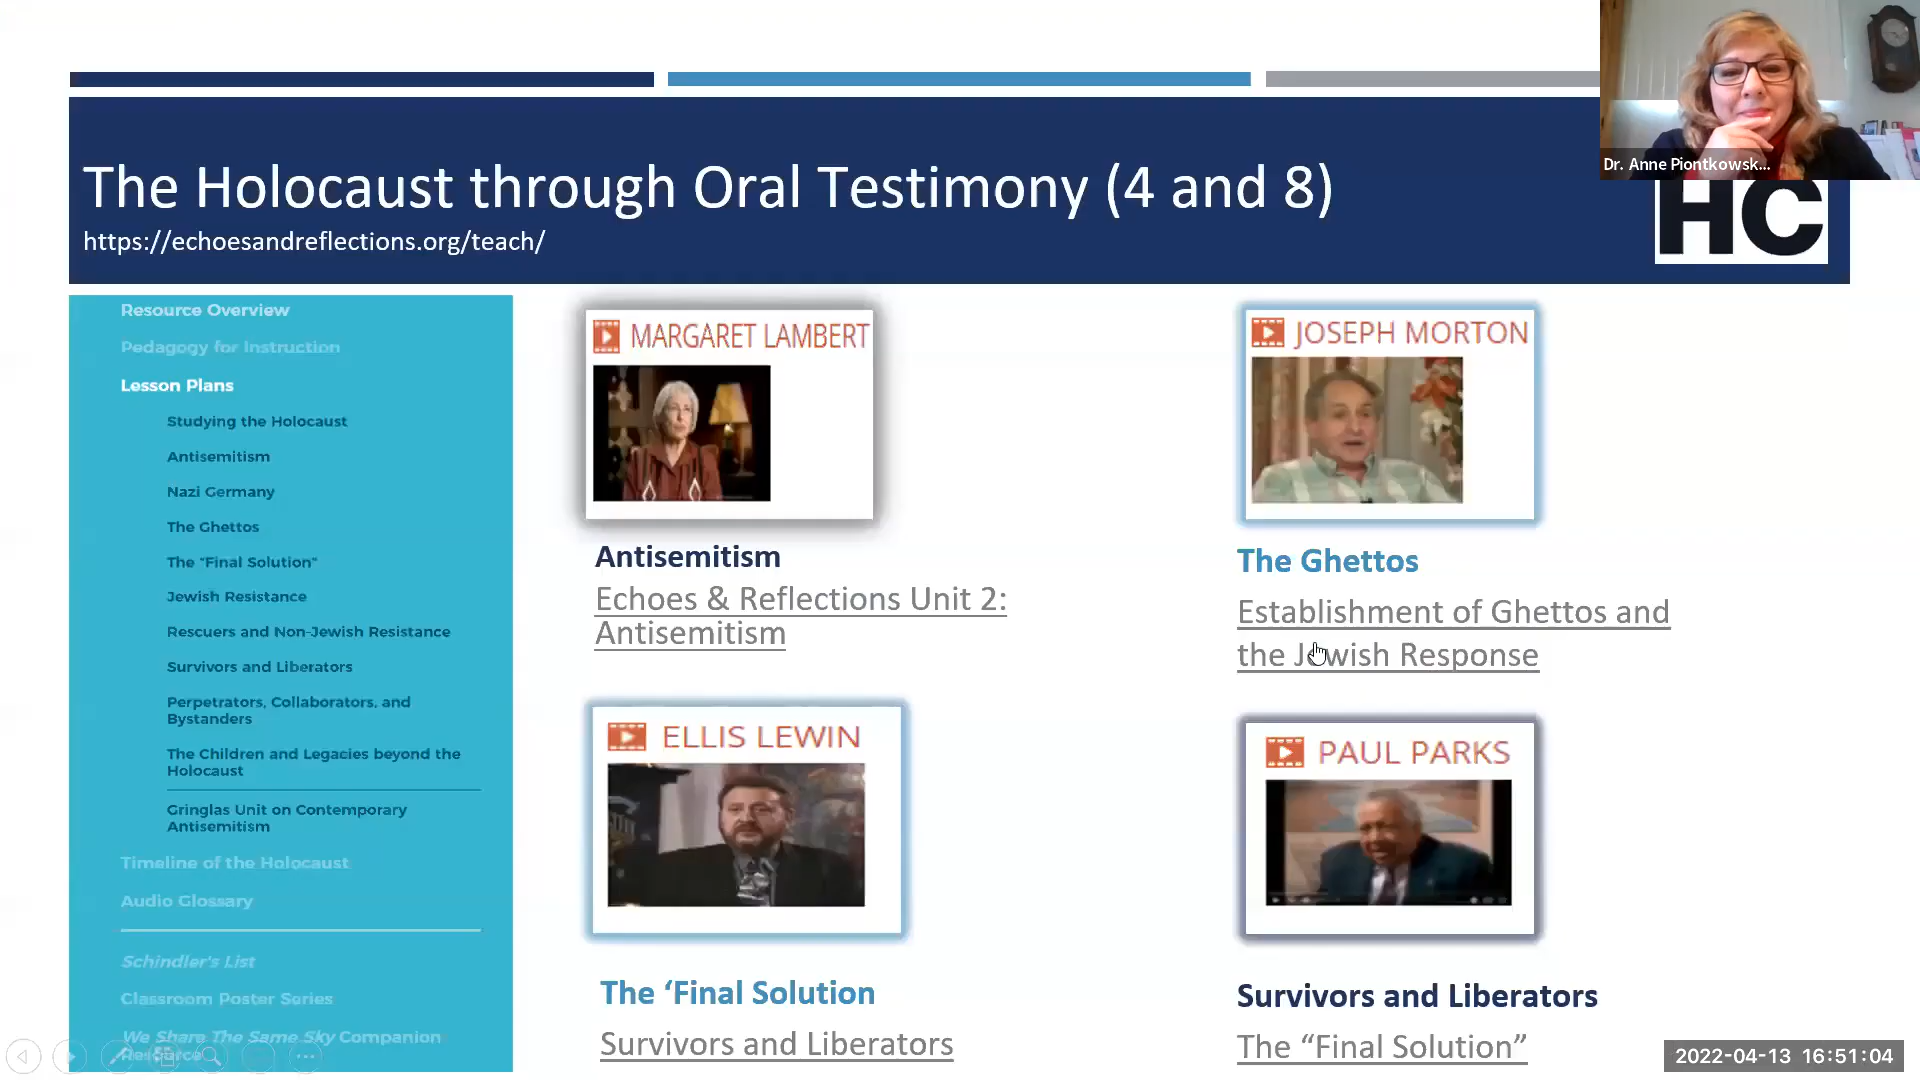 The Holocaust through Oral Testimony (4 and 8)
https://echoesandreflections.org/teach/
Dr. Anne Piontkowsk...
HC
Resource Overview
Pedagogy for Instruction
Lesson Plans
Studying the Holocaust
Antisemitism
Nazi Germany
The Ghettos
The "Final Solution"
Jewish Resistance
Rescuers and Non-Jewish Resistance
Survivors and Liberators
Perpetrators, Collaborators, and
Bystanders
The Children and Legacies beyond the
Holocaust
Gringlas Unit on Contemporary
Antisemitism
Timeline of the Holocaust
Audio Glossary
Schindler's List
Classroom Poster Series
We Share The Same Sky Companion
Resource
MARGARET LAMBERT
Antisemitism
Echoes & Reflections Unit 2:
Antisemitism
JOSEPH MORTON
The Ghettos
Establishment of Ghettos and
the Jewish Response
ELLIS LEWIN
The ‘Final Solution
Survivors and Liberators
PAUL PARKS
Survivors and Liberators
The “Final Solution”
2022-04-13 16:51:04